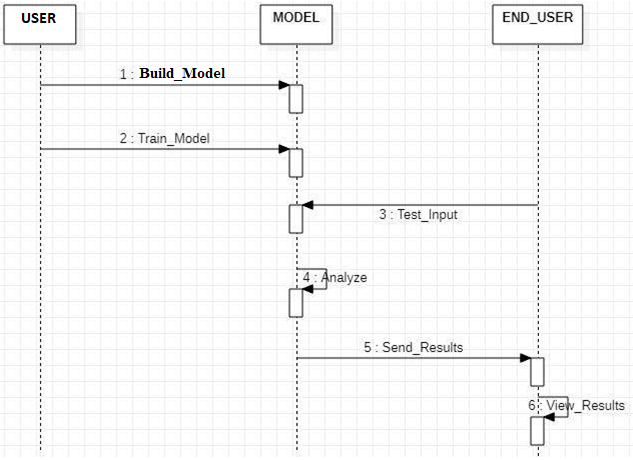 USER MODEL END_USER
1 : Build_Model
2 : Train_Model
3 : Test_Input
4 : Analyze
5 : Send_Results
6 : View_Results